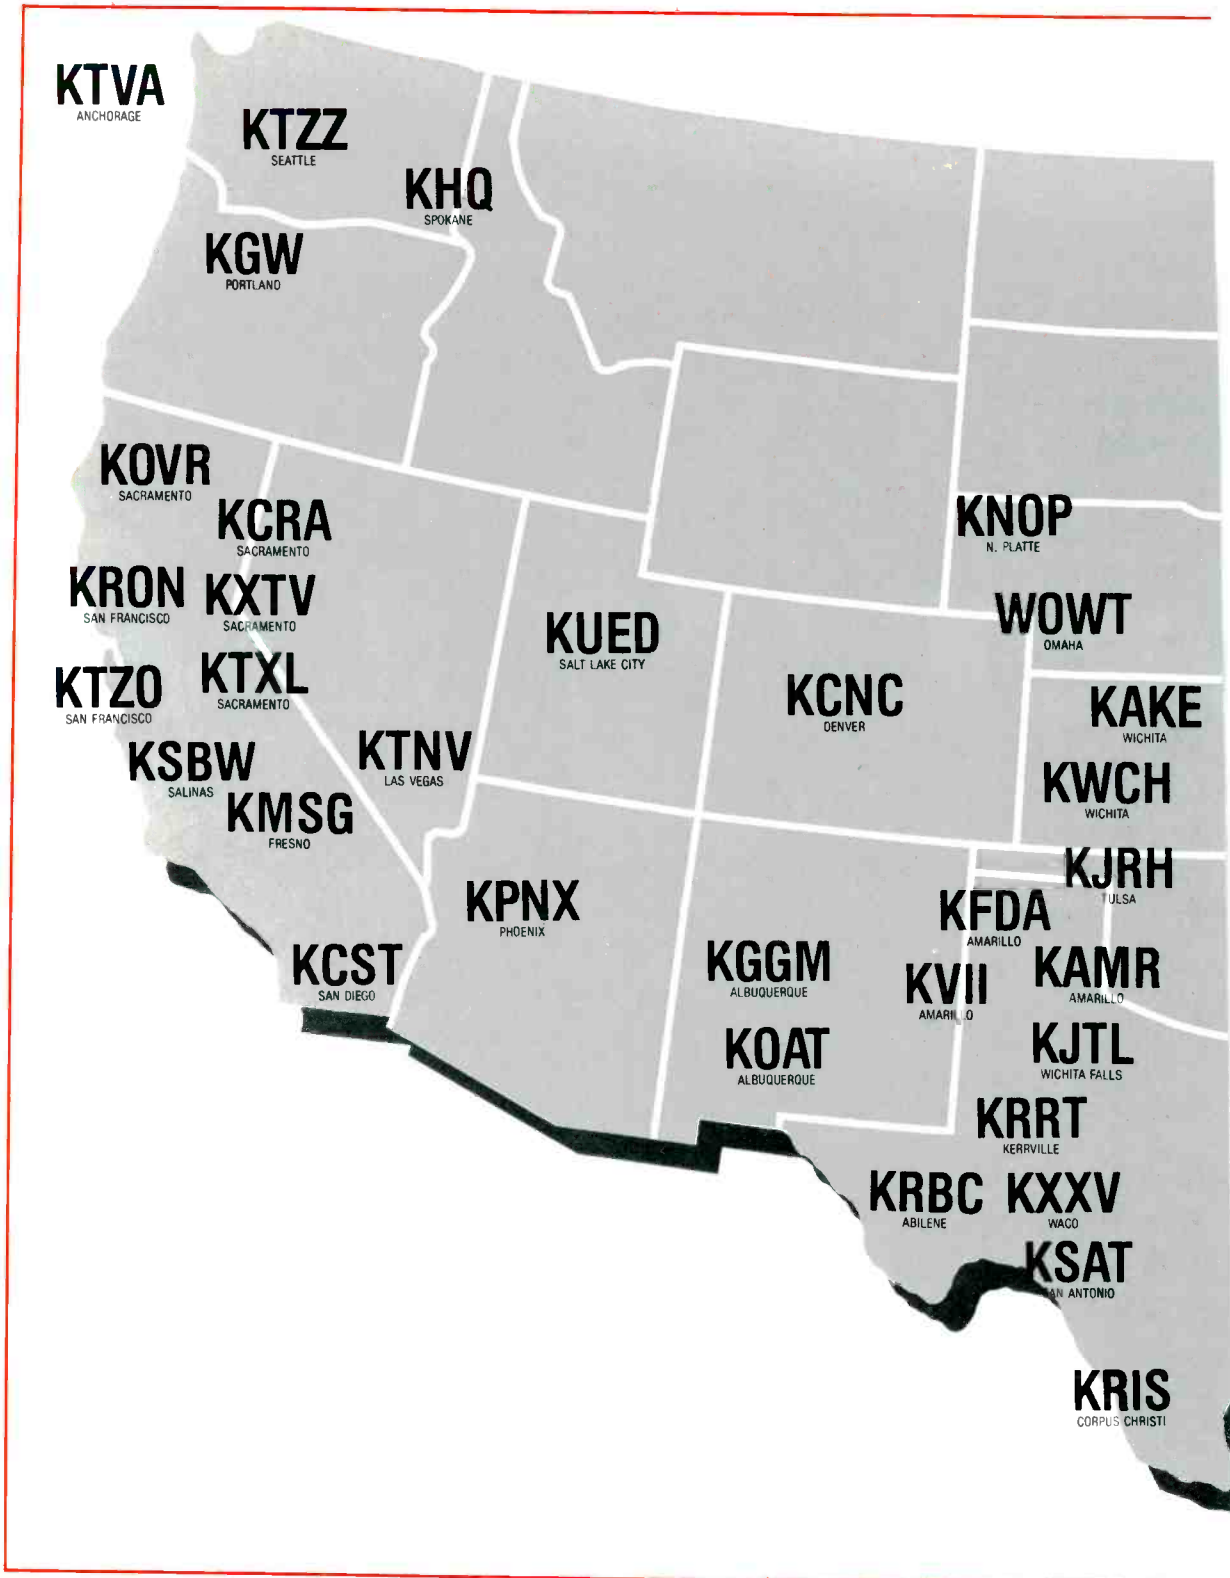 KTVA
ANCHORAGE
KTZZ
SEATTLE
KHQ
SPOKANE
KGW
PORTLAND
KOVR
SACRAMENTO
KCRA
SACRAMENTO
KNOP
N. PLATTE
KRON
SAN FRANCISCO
KXTV
SACRAMENTO
WOWT
OMAHA
KUED
SALT LAKE CITY
KTZO
SAN FRANCISCO
KTXL
SACRAMENTO
KCNC
DENVER
KAKE
WICHITA
KSBW
SALINAS
KTNV
LAS VEGAS
KWCH
WICHITA
KMSG
FRESNO
KJRH
TULSA
KPNX
PHOENIX
KFDA
AMARILLO
KCST
SAN DIEGO
KGGM
ALBUQUERQUE
KVII
AMARILLO
KAMR
AMARILLO
KOAT
ALBUQUERQUE
KJTL
WICHITA FALLS
KRRT
KERRVILLE
KRBC
ABILENE
KXXV
WACO
KSAT
SAN ANTONIO
KRIS
CORPUS CHRISTI